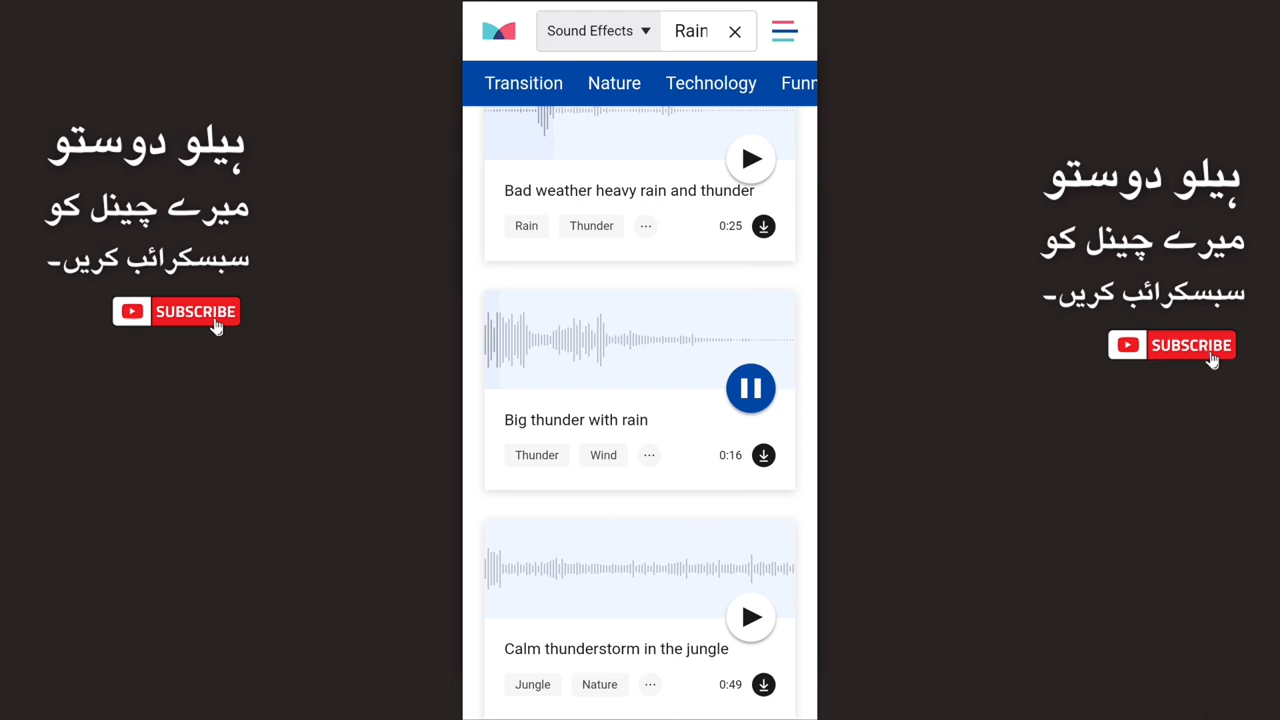 ہیلو دوستو
میرے چینل کو
سبسکرائب کریں۔
SUBSCRIBE
Sound Effects ▼ Rain
Transition Nature Technology Funn
Bad weather heavy rain and thunder
Rain Thunder ... 0:25
Big thunder with rain
Thunder Wind ... 0:16
Calm thunderstorm in the jungle
Jungle Nature ... 0:49
ہیلو دوستو
میرے چینل کو
سبسکرائب کریں۔
SUBSCRIBE